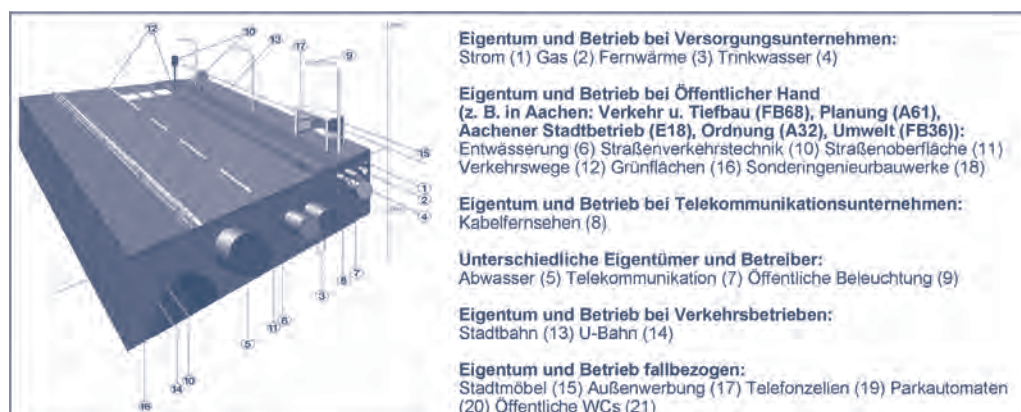 12 10 13 17 9
15
1
2
4
8 7
3
11 6
5
14 10
16
Eigentum und Betrieb bei Versorgungsunternehmen:
Strom (1) Gas (2) Fernwärme (3) Trinkwasser (4)
Eigentum und Betrieb bei Öffentlicher Hand
(z. B. in Aachen: Verkehr u. Tiefbau (FB68), Planung (A61),
Aachener Stadtbetrieb (E18), Ordnung (A32), Umwelt (FB36)):
Entwässerung (6) Straßenverkehrstechnik (10) Straßenoberfläche (11)
Verkehrswege (12) Grünflächen (16) Sonderingenieurbauwerke (18)
Eigentum und Betrieb bei Telekommunikationsunternehmen:
Kabelfernsehen (8)
Unterschiedliche Eigentümer und Betreiber:
Abwasser (5) Telekommunikation (7) Öffentliche Beleuchtung (9)
Eigentum und Betrieb bei Verkehrsbetrieben:
Stadtbahn (13) U-Bahn (14)
Eigentum und Betrieb fallbezogen:
Stadtmöbel (15) Außenwerbung (17) Telefonzellen (19) Parkautomaten
(20) Öffentliche WCs (21)